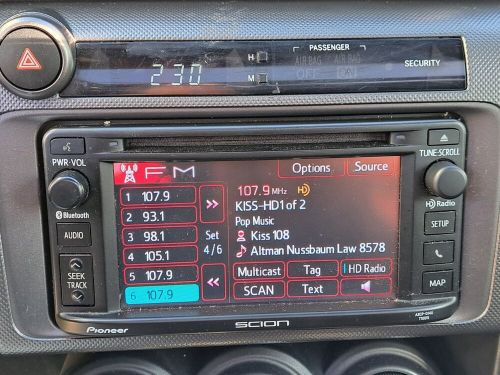 PASSENGER
2:30
H
M
AIR BAG
OFF
AIR BAG
ON
SECURITY
PWR·VOL
Bluetooth
AUDIO
SEEK
TRACK
FM
Options
Source
1 107.9
2 93.1
3 98.1
4 105.1
5 107.9
6 107.9
Set
4/6
107.9 MHz HD
KISS-HD1 of 2
Pop Music
Kiss 108
Altman Nussbaum Law 8578
Multicast
Tag
HD Radio
SCAN
Text
TUNE·SCROLL
HD Radio
SETUP
MAP
Pioneer
SCION